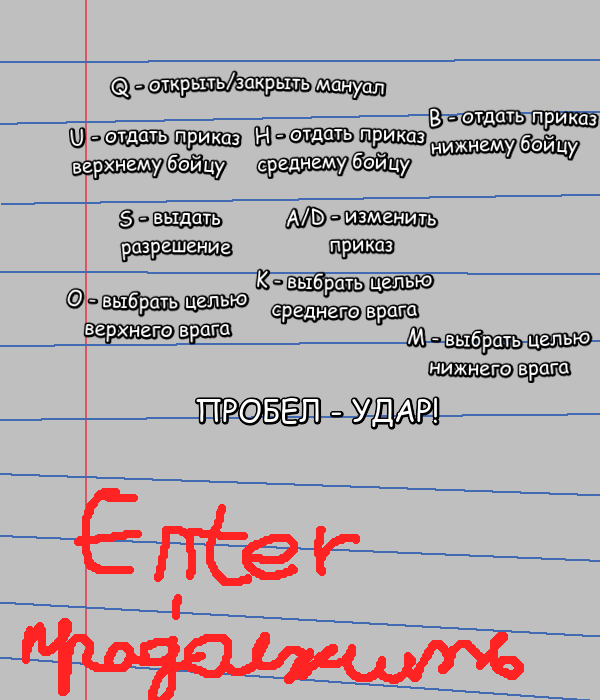 Q - открыть/закрыть мануал
U - отдать приказ
верхнему бойцу
H - отдать приказ
среднему бойцу
B - отдать приказ
нижнему бойцу
S - выдать
разрешение
A/D - изменить
приказ
O - выбрать целью
верхнего врага
K - выбрать целью
среднего врага
M - выбрать целью
нижнего врага
ПРОБЕЛ - УДАР!
Enter
-
продолжить